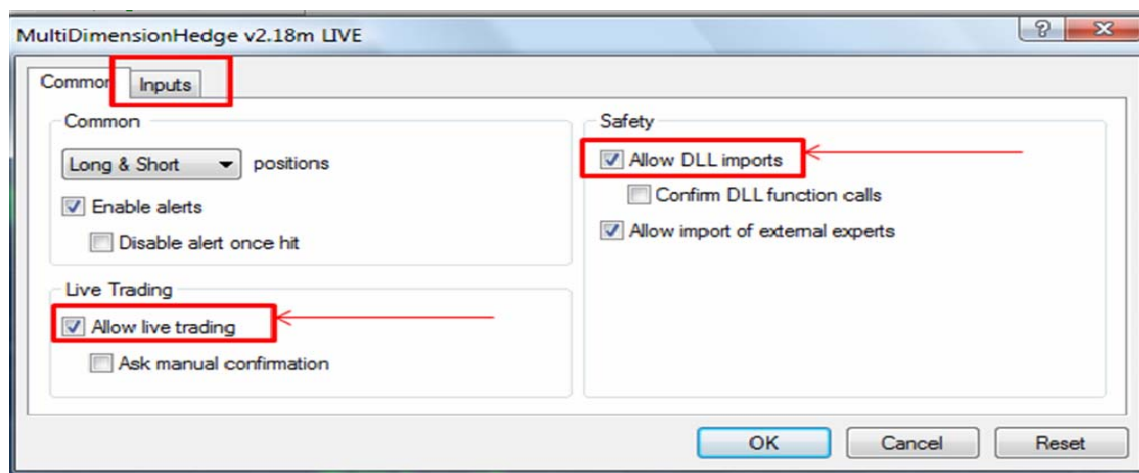 MultiDimensionHedge v2.18m LIVE
?
Common
Inputs
Common
Long & Short
positions
Enable alerts
Disable alert once hit
Live Trading
Allow live trading
Ask manual confirmation
Safety
Allow DLL imports
Confirm DLL function calls
Allow import of external experts
OK
Cancel
Reset